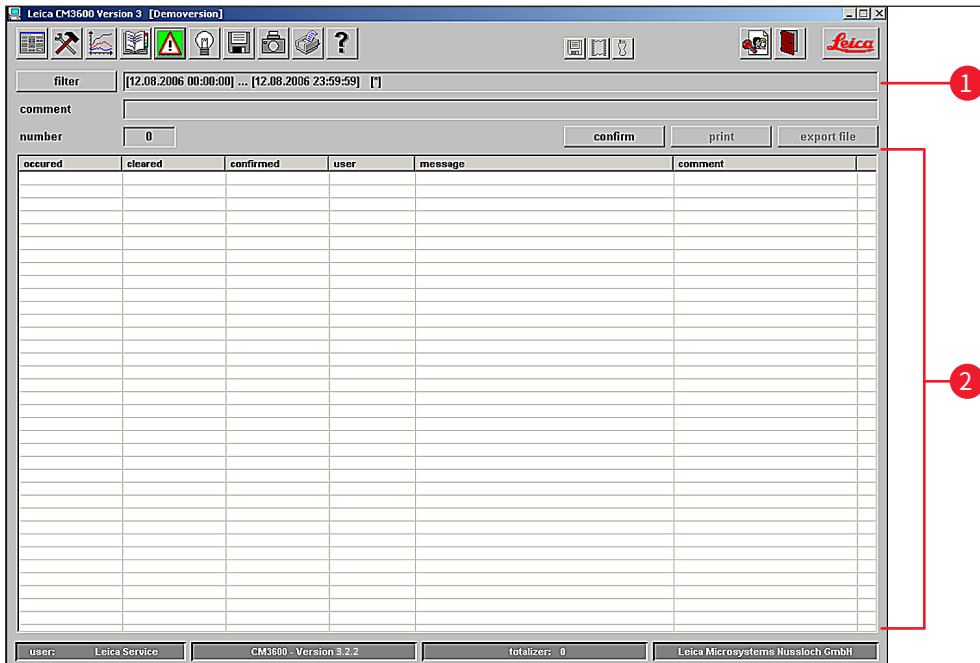 Leica CM3600 Version 3 [Demoversion]
?
Leica
filter [12.08.2006 00:00:00] ... [12.08.2006 23:59:59] [*]
1
comment
number 0 confirm print export file
occured cleared confirmed user message comment
2
user: Leica Service CM3600 - Version 3.2.2 totalizer: 0 Leica Microsystems Nussloch GmbH